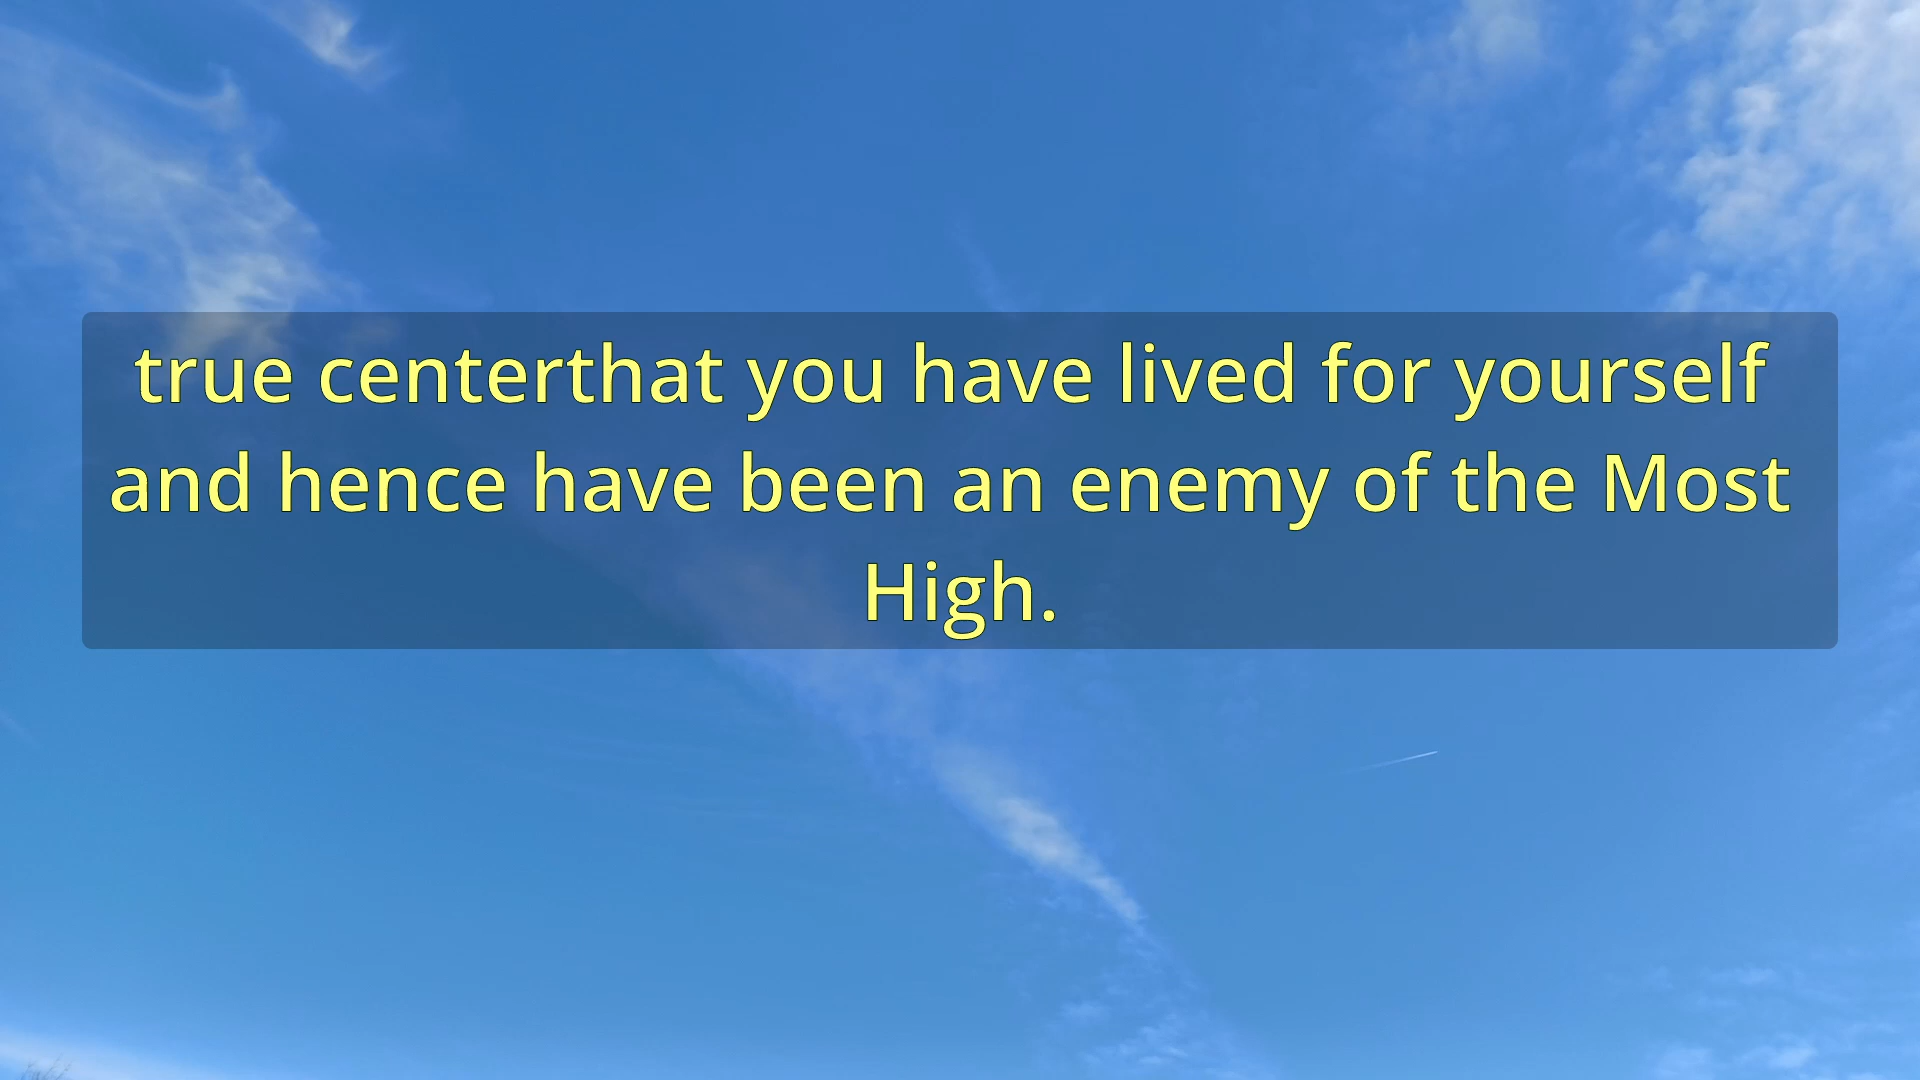 true centerthat you have lived for yourself
and hence have been an enemy of the Most
High.